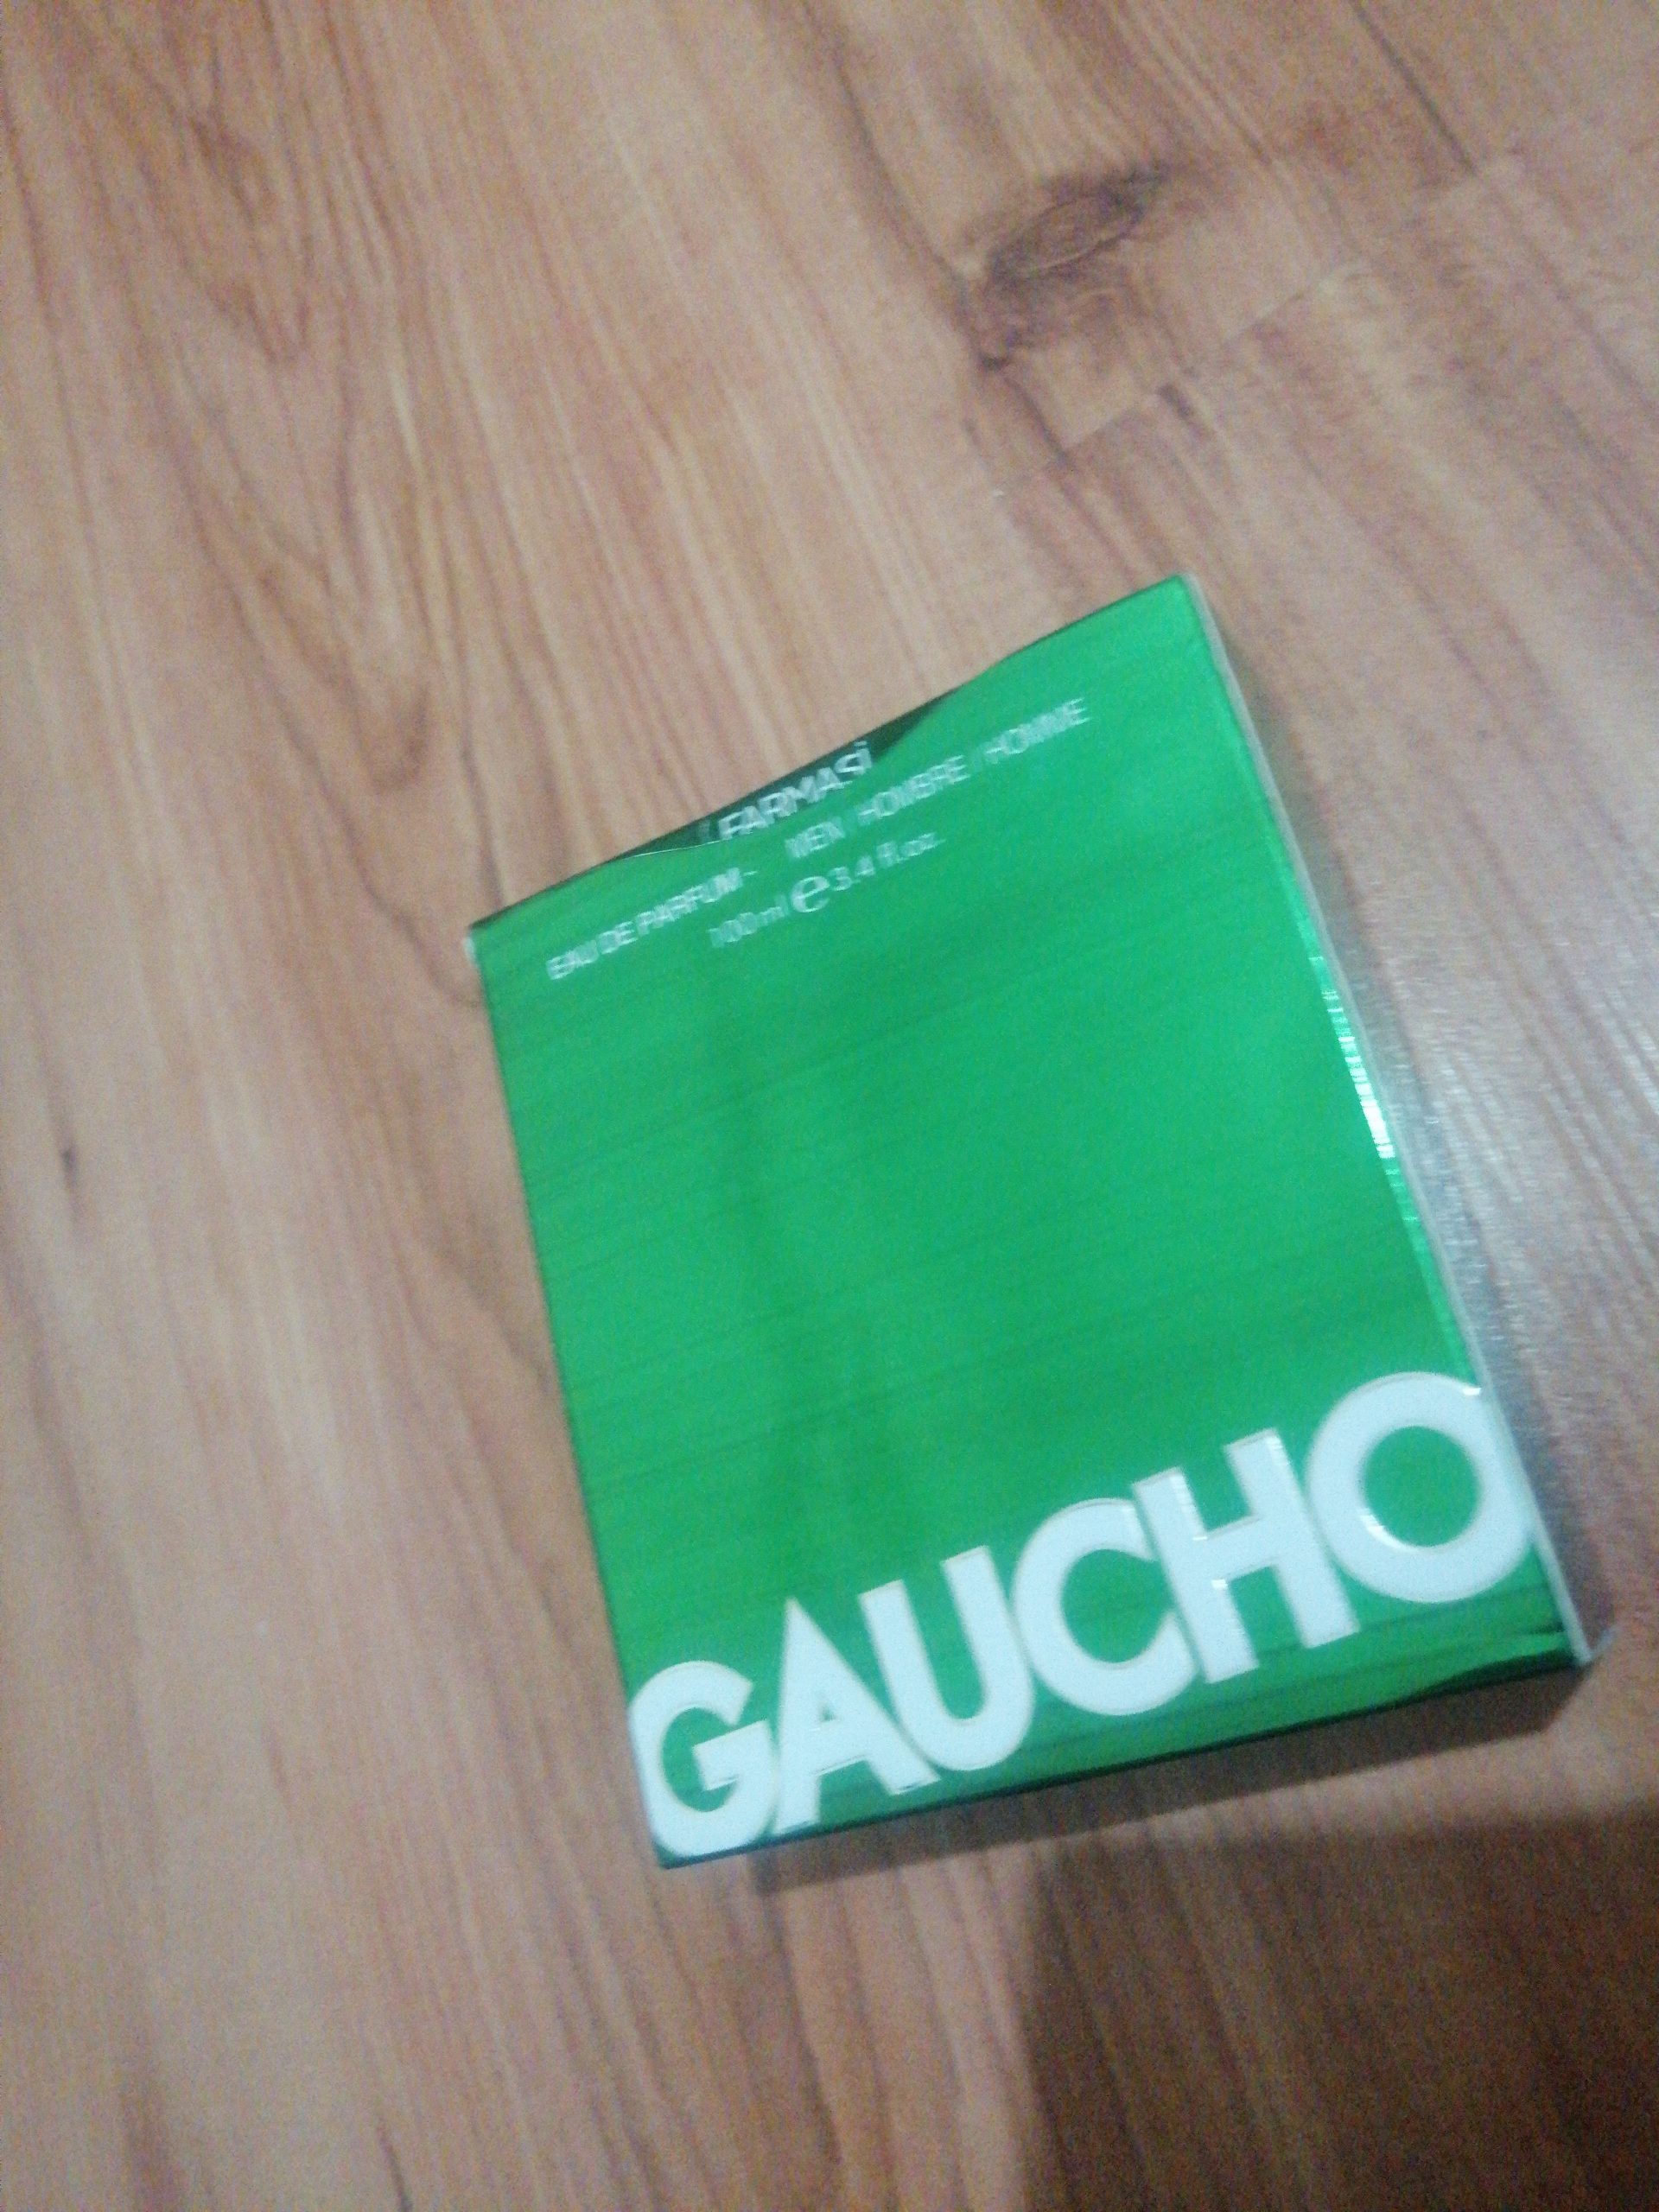 FARMASİ
EAU DE PARFUM - MEN / HOMBRE / HOMME
100 ml ℮ 3.4 fl.oz.
GAUCHO